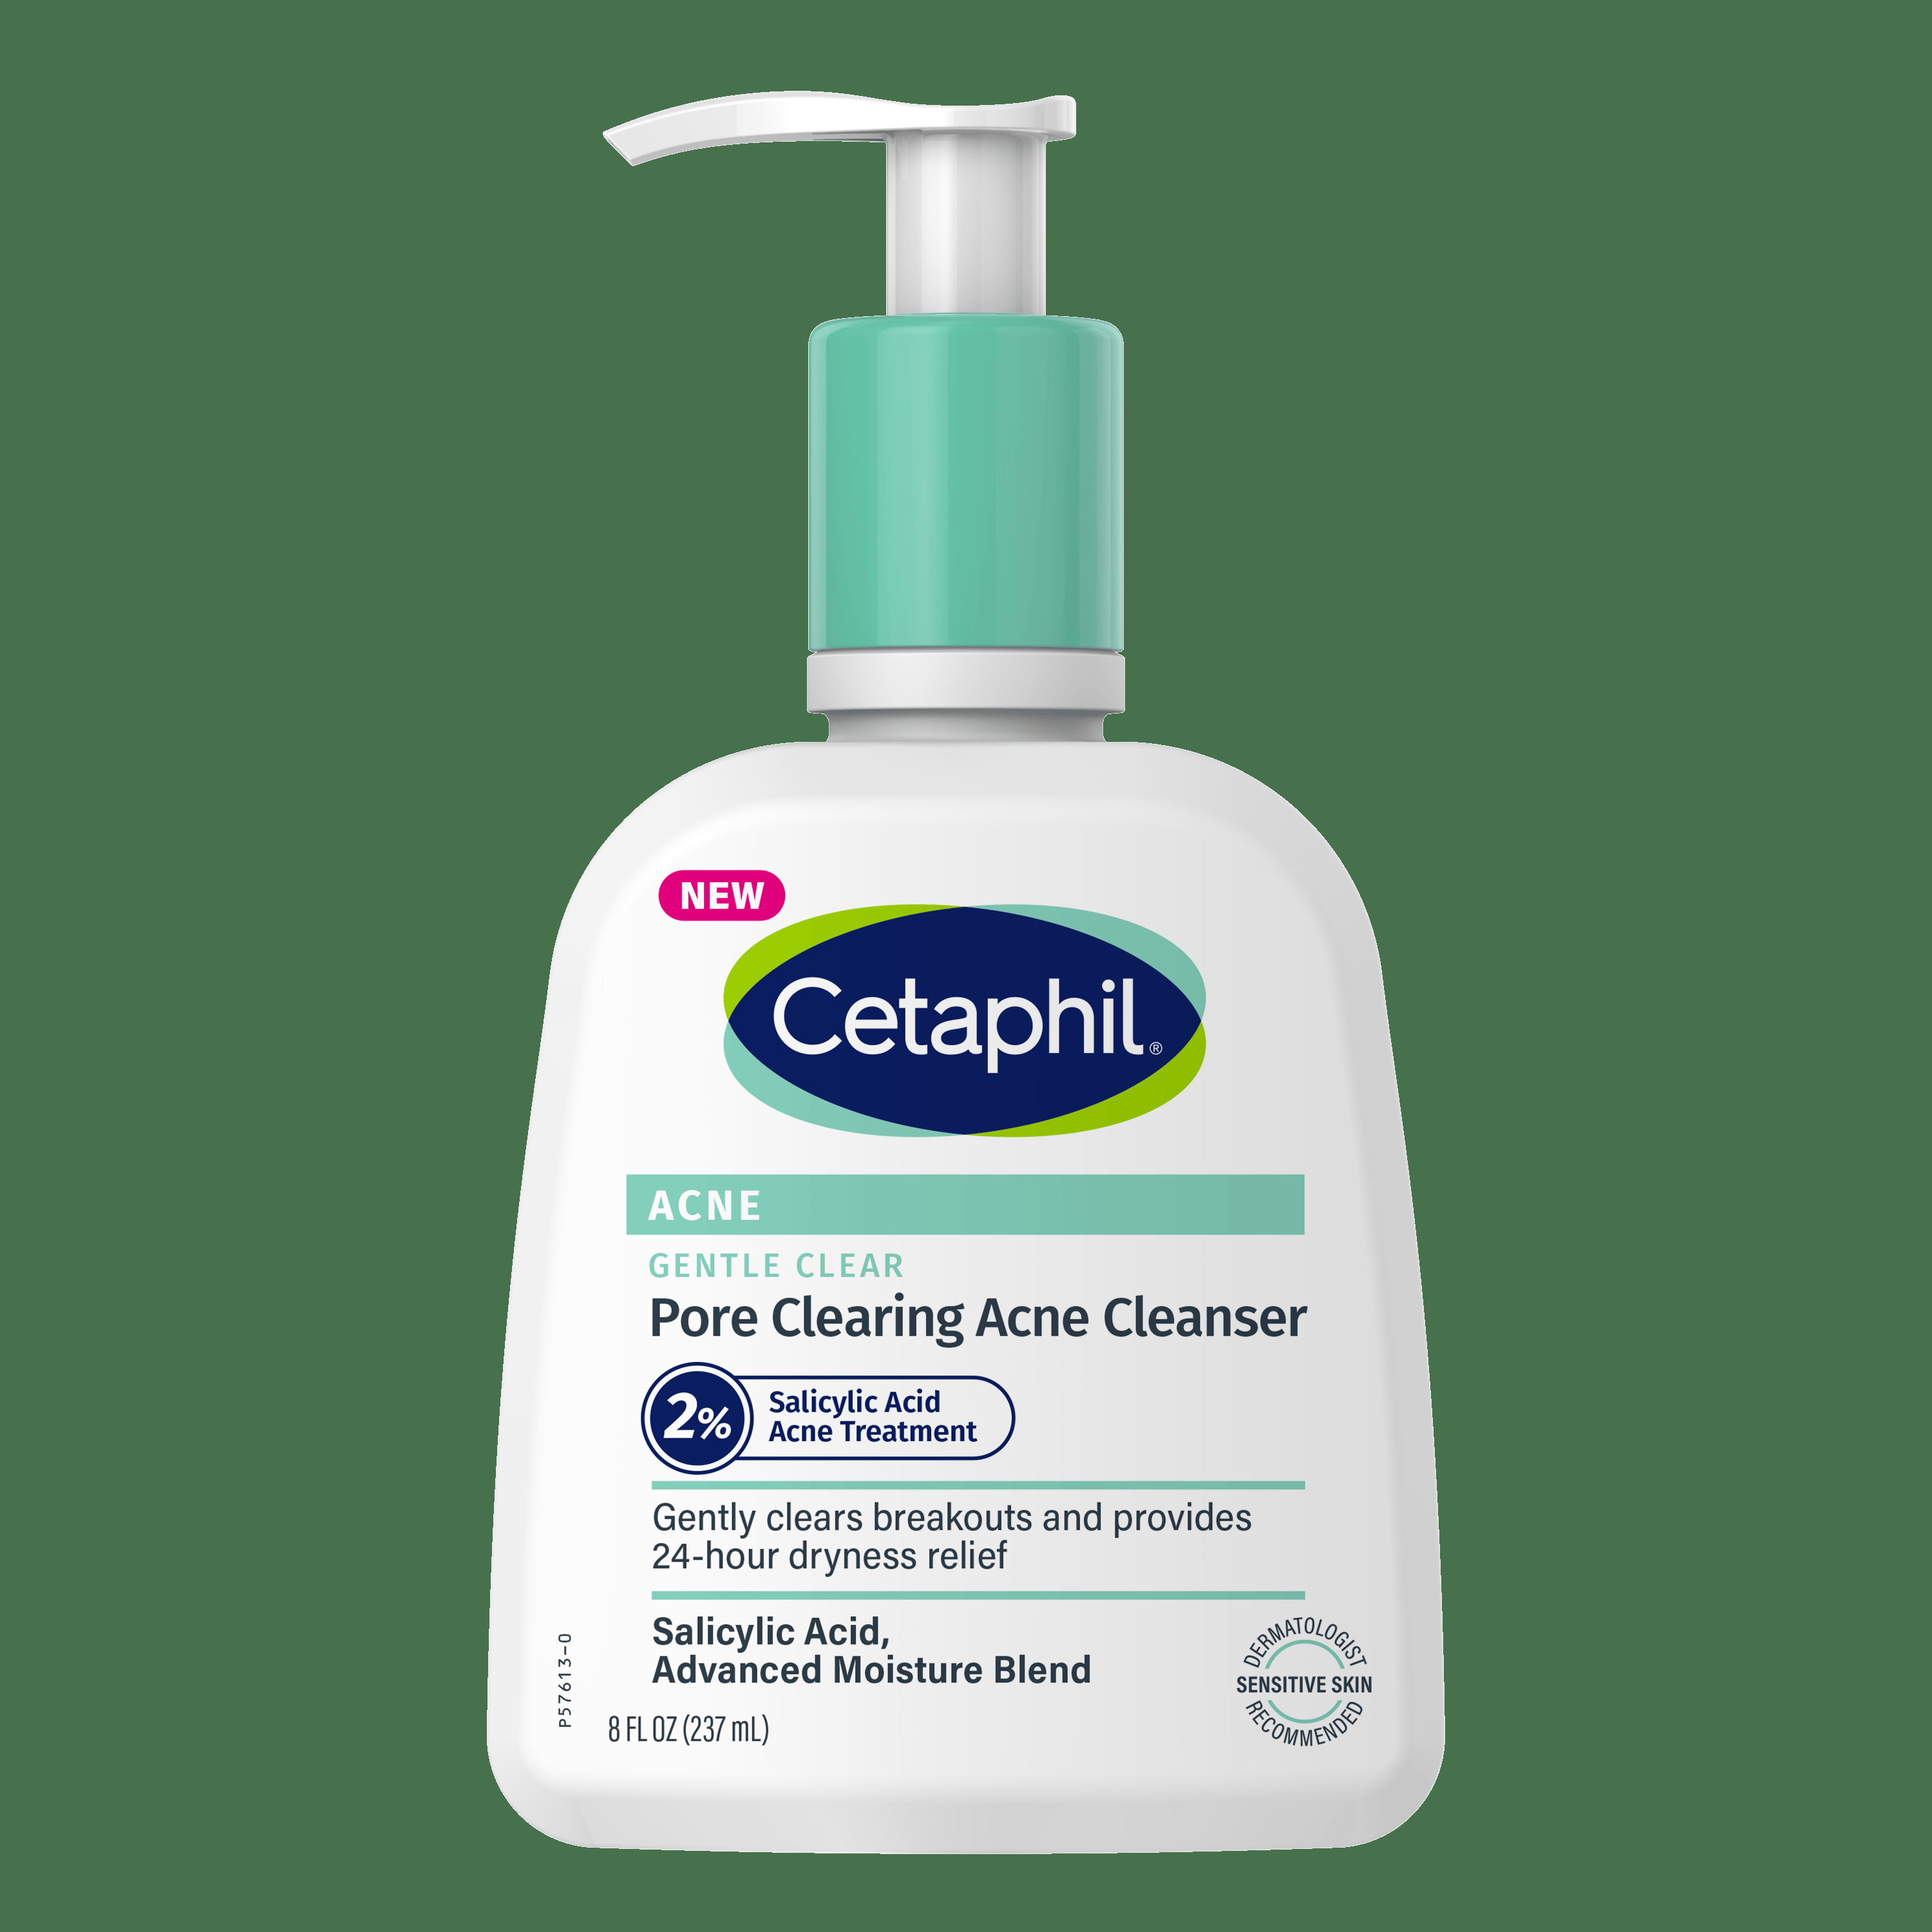 NEW
Cetaphil®
ACNE
GENTLE CLEAR
Pore Clearing Acne Cleanser
2%
Salicylic Acid
Acne Treatment
Gently clears breakouts and provides
24-hour dryness relief
Salicylic Acid,
Advanced Moisture Blend
DERMATOLOGIST
SENSITIVE SKIN
RECOMMENDED
P57613-0
8 FL OZ (237 mL)